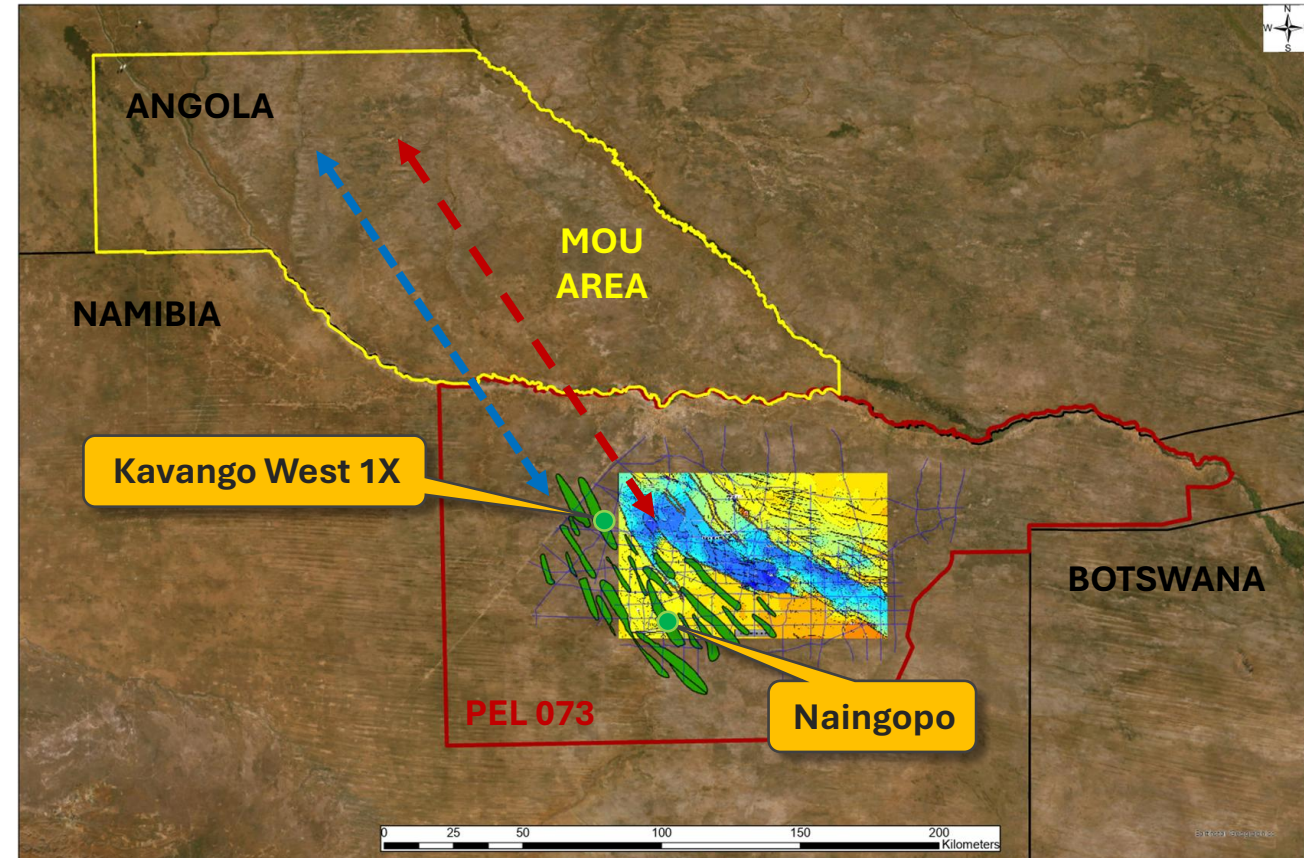 N
W
S
ANGOLA
MOU
AREA
NAMIBIA
Kavango West 1X
BOTSWANA
PEL 073
Naingopo
0 25 50 100 150 200
Kilometers